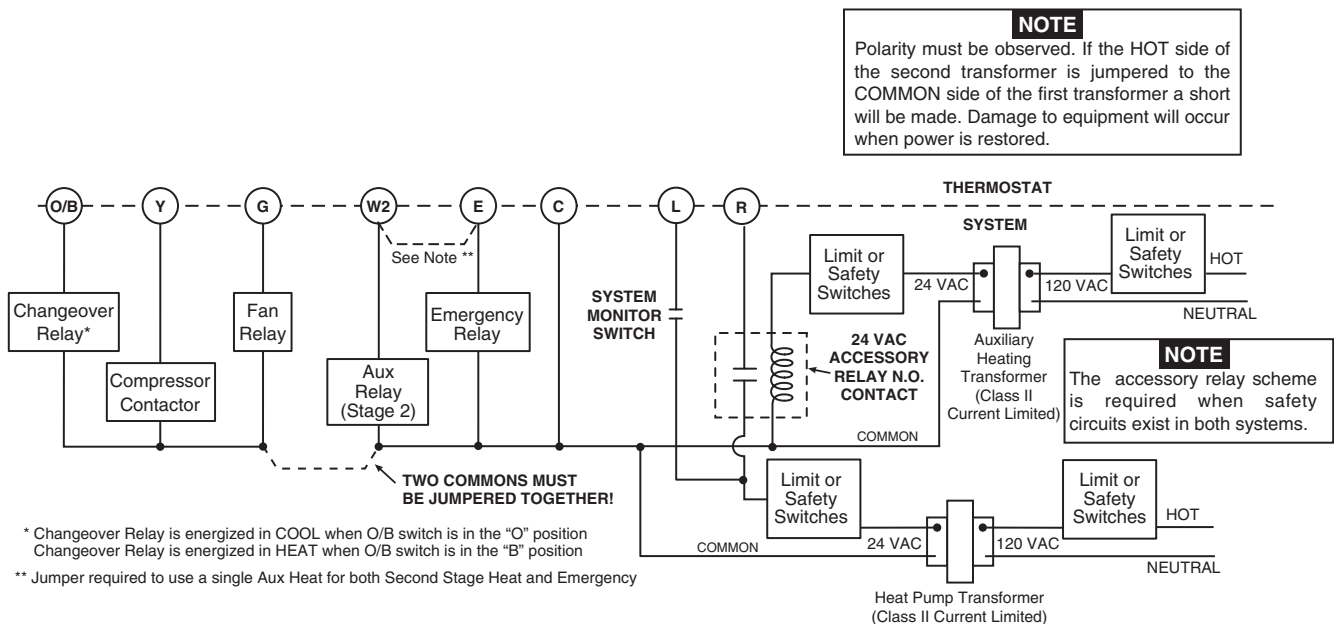 NOTE
Polarity must be observed. If the HOT side of
the second transformer is jumpered to the
COMMON side of the first transformer a short
will be made. Damage to equipment will occur
when power is restored.
THERMOSTAT
O/B
Y
G
W2
E
C
L
R
SYSTEM
See Note **
Limit or
Safety
Switches
24 VAC
120 VAC
Limit or
Safety
Switches
HOT
NEUTRAL
Changeover
Relay*
Fan
Relay
Emergency
Relay
SYSTEM
MONITOR
SWITCH
Compressor
Contactor
Aux
Relay
(Stage 2)
24 VAC
ACCESSORY
RELAY N.O.
CONTACT
Auxiliary
Heating
Transformer
(Class II
Current Limited)
NOTE
The accessory relay scheme
is required when safety
circuits exist in both systems.
COMMON
TWO COMMONS MUST
BE JUMPERED TOGETHER!
Limit or
Safety
Switches
24 VAC
120 VAC
Limit or
Safety
Switches
HOT
NEUTRAL
COMMON
* Changeover Relay is energized in COOL when O/B switch is in the “O” position
Changeover Relay is energized in HEAT when O/B switch is in the “B” position
** Jumper required to use a single Aux Heat for both Second Stage Heat and Emergency
Heat Pump Transformer
(Class II Current Limited)